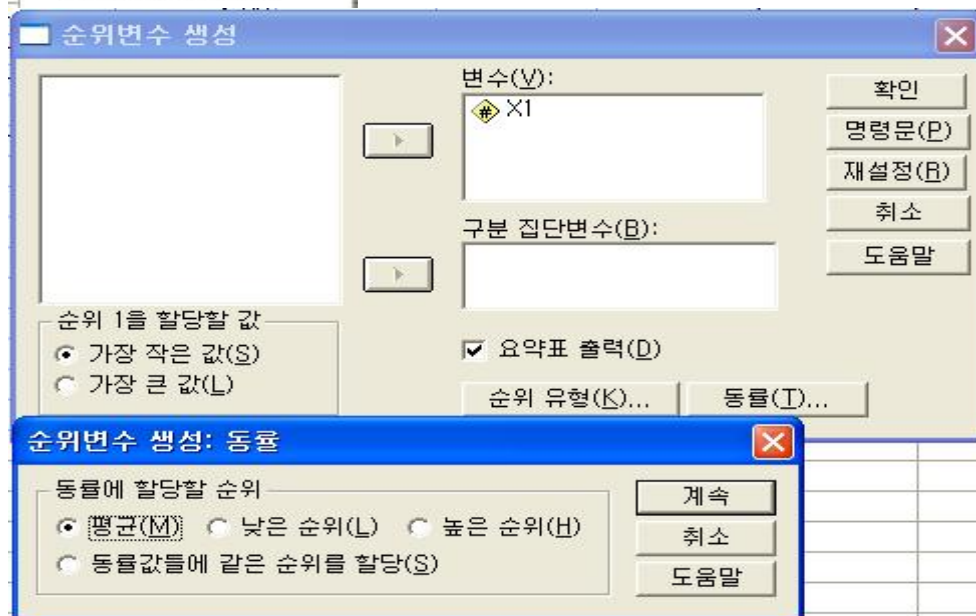 순위변수 생성
변수(V):
X1
확인
명령문(P)
재설정(R)
취소
도움말
구분 집단변수(B):
순위 1을 할당할 값
가장 작은 값(S)
가장 큰 값(L)
요약표 출력(D)
순위 유형(K)...
동률(T)...
순위변수 생성: 동률
동률에 할당할 순위
평균(M) 낮은 순위(L) 높은 순위(H)
동률값들에 같은 순위를 할당(S)
계속
취소
도움말